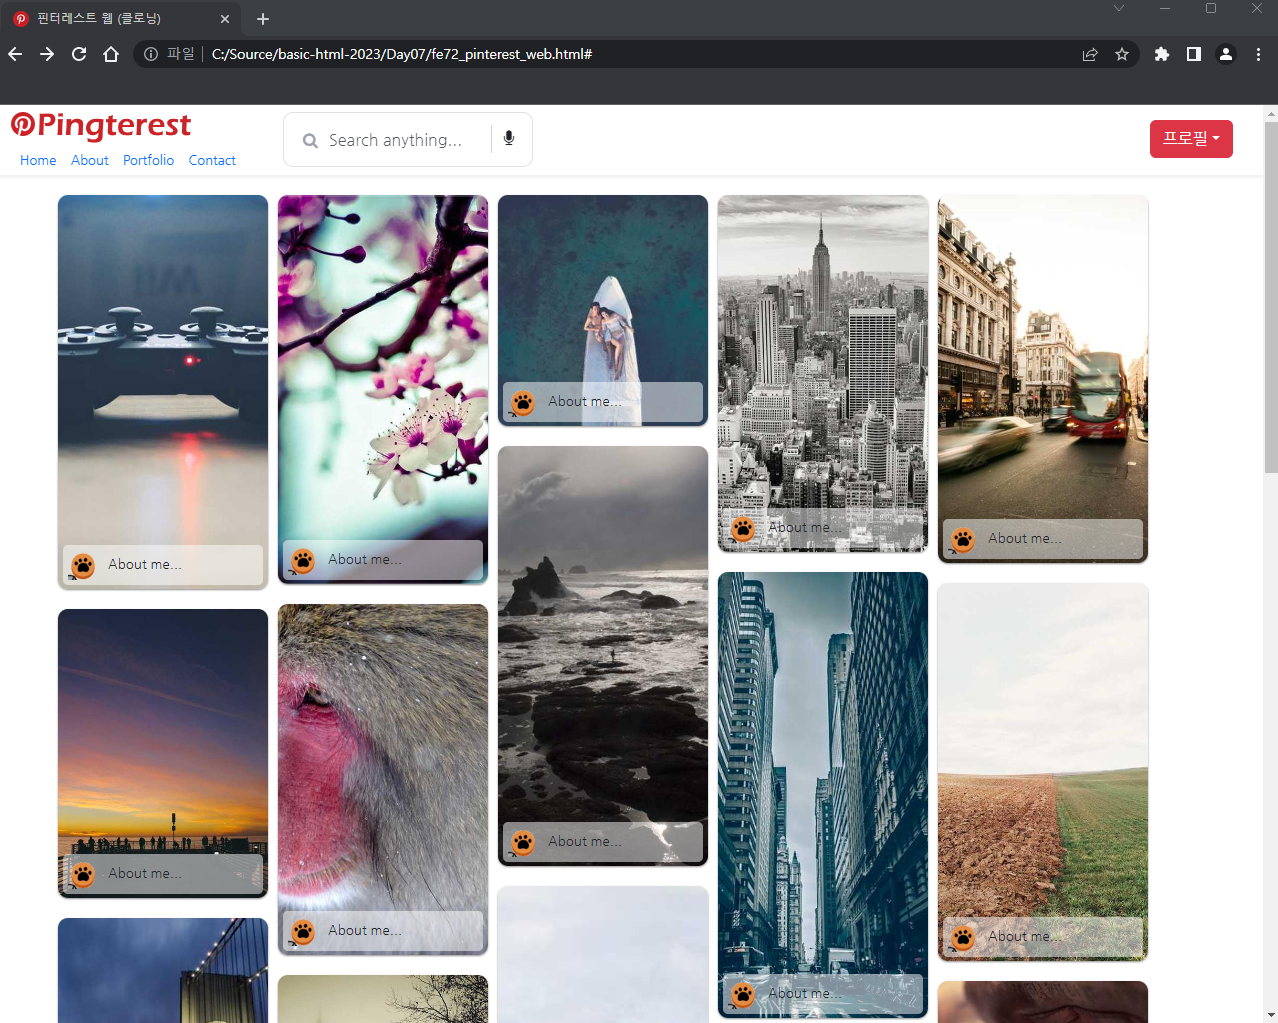 핀터레스트 웹 (클로닝)
파일 C:/Source/basic-html-2023/Day07/fe72_pinterest_web.html#
Pingterest
Search anything...
프로필
Home About Portfolio Contact
About me...
About me...
About me...
About me...
About me...
About me...
About me...
About me...
About me...
About me...